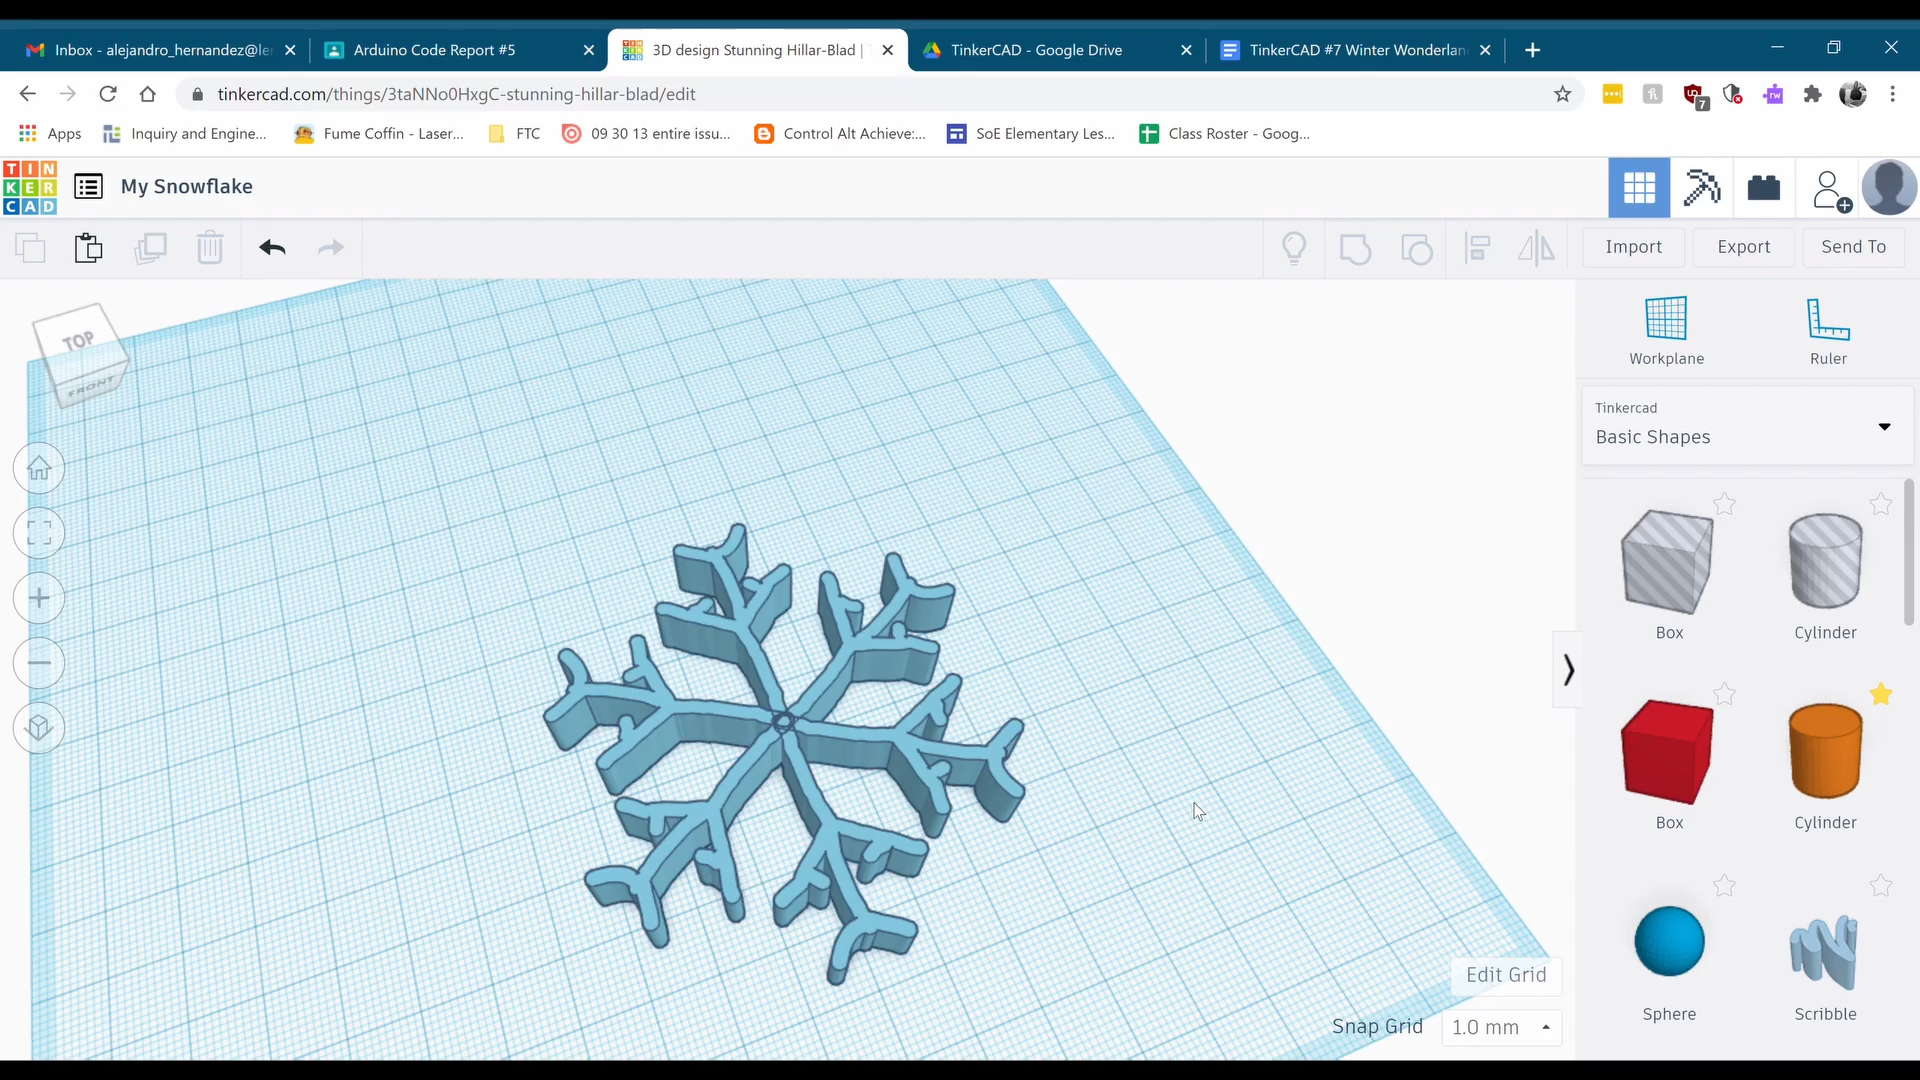 Inbox - alejandro_hernandez@le
Arduino Code Report #5
3D design Stunning Hillar-Blad |
TinkerCAD - Google Drive
TinkerCAD #7 Winter Wonderlan
tinkercad.com/things/3taNNo0HxgC-stunning-hillar-blad/edit
7
rw
Apps
Inquiry and Engine...
Fume Coffin - Laser...
FTC
09 30 13 entire issu...
Control Alt Achieve:...
SoE Elementary Les...
Class Roster - Goog...
TIN
KER
CAD
My Snowflake
Import
Export
Send To
TOP
FRONT
Workplane
Ruler
Tinkercad
Basic Shapes
Box
Cylinder
Box
Cylinder
Sphere
Scribble
Edit Grid
Snap Grid
1.0 mm